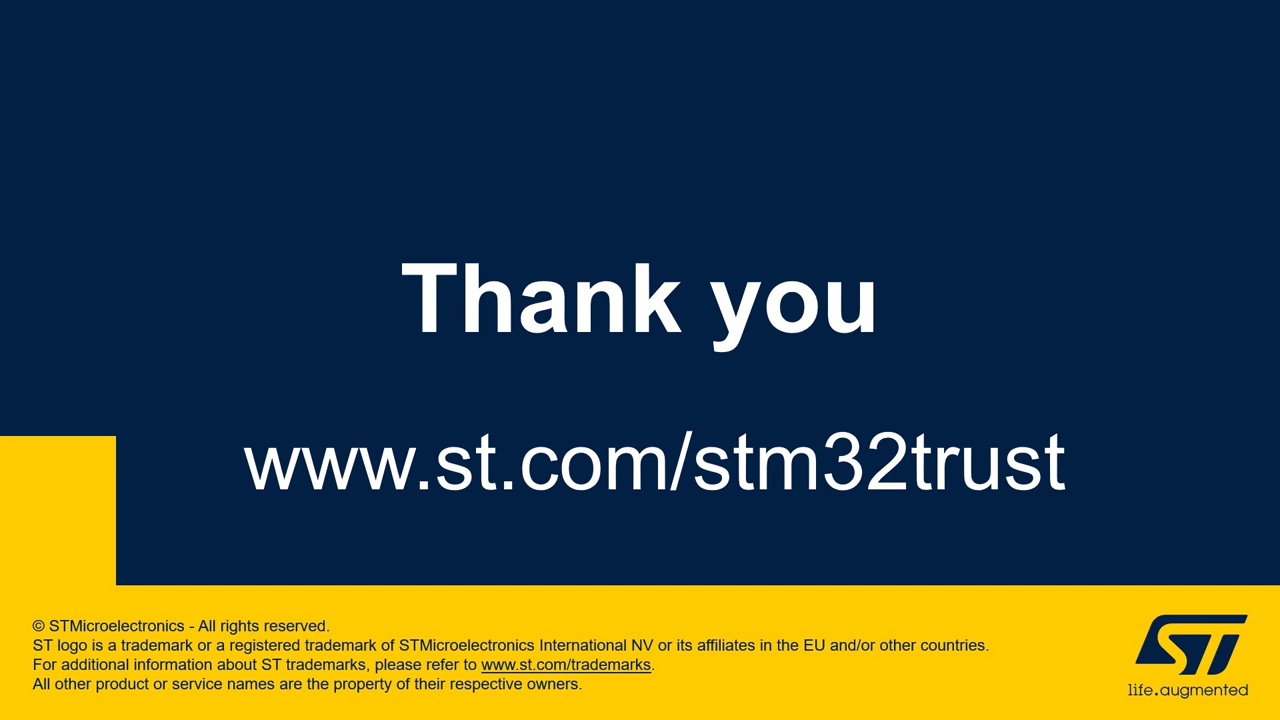 Thank you
www.st.com/stm32trust
© STMicroelectronics - All rights reserved.
ST logo is a trademark or a registered trademark of STMicroelectronics International NV or its affiliates in the EU and/or other countries.
For additional information about ST trademarks, please refer to www.st.com/trademarks.
All other product or service names are the property of their respective owners.
ST
life.augmented